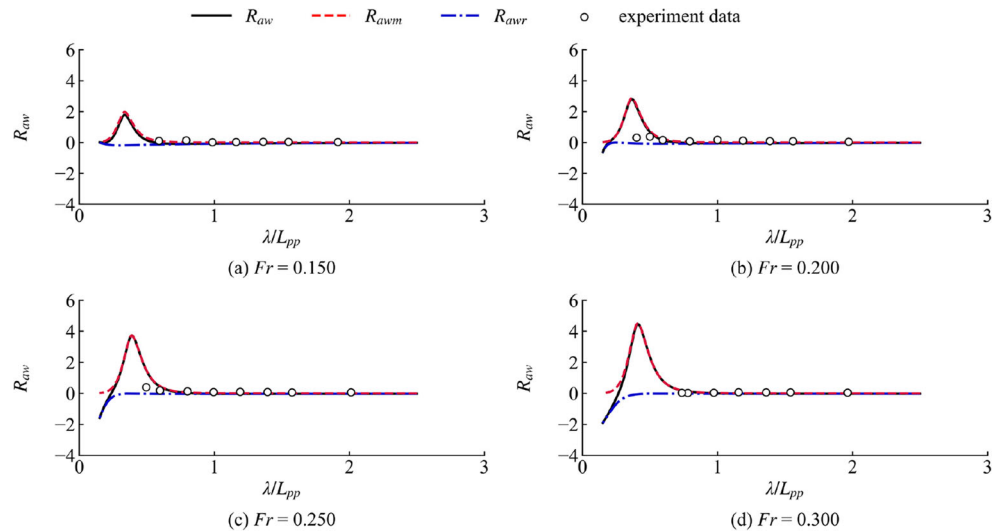 R_aw R_awm R_awr experiment data
6
4
2
0
−2
−4
R_aw
0 1 2 3
λ/L_pp
(a) Fr = 0.150
6
4
2
0
−2
−4
R_aw
0 1 2 3
λ/L_pp
(b) Fr = 0.200
6
4
2
0
−2
−4
R_aw
0 1 2 3
λ/L_pp
(c) Fr = 0.250
6
4
2
0
−2
−4
R_aw
0 1 2 3
λ/L_pp
(d) Fr = 0.300